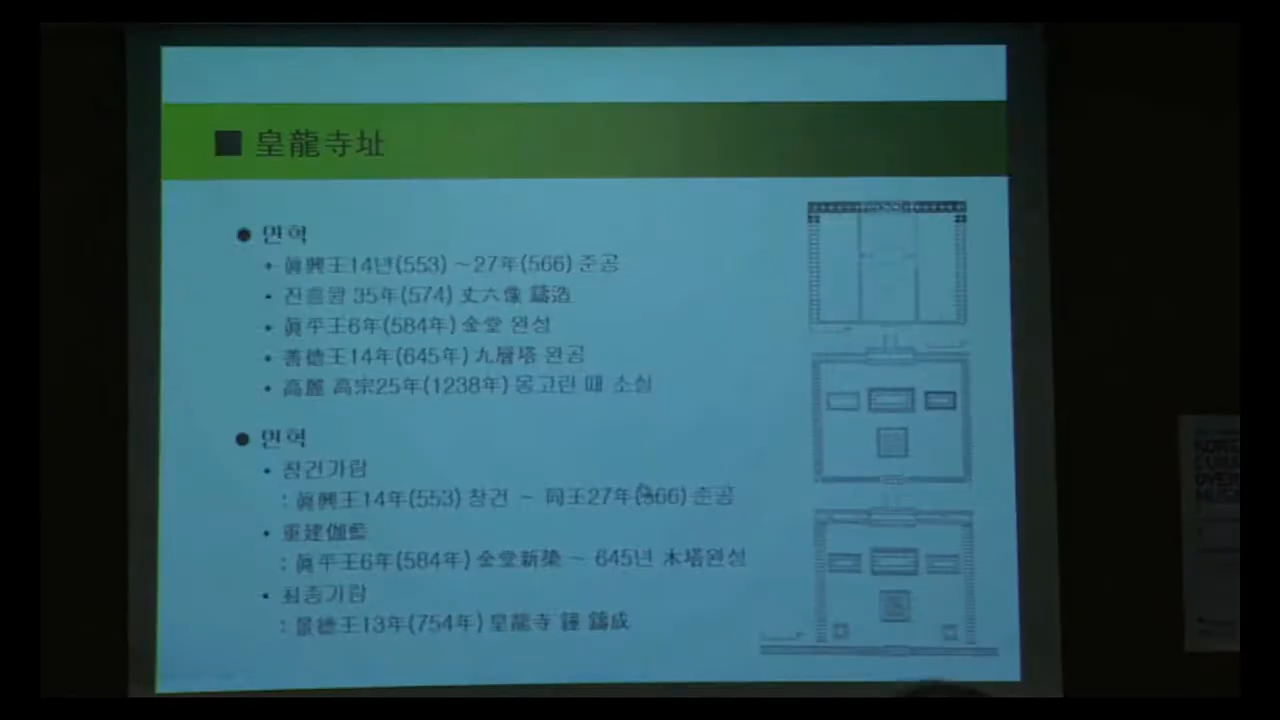 ■ 皇龍寺址
● 연혁
• 眞興王14년(553) ~27年(566) 준공
• 진흥왕 35年(574) 丈六像 鑄造
• 眞平王6年(584年) 金堂 완성
• 善德王14年(645年) 九層塔 완공
• 高麗 高宗25年(1238年) 몽고란 때 소실
● 연혁
• 창건가람
: 眞興王14年(553) 창건 ~ 同王27年(566) 준공
• 重建伽藍
: 眞平王6年(584年) 金堂新築 ~ 645년 木塔완성
• 최종가람
: 景德王13年(754年) 皇龍寺 鐘 鑄成